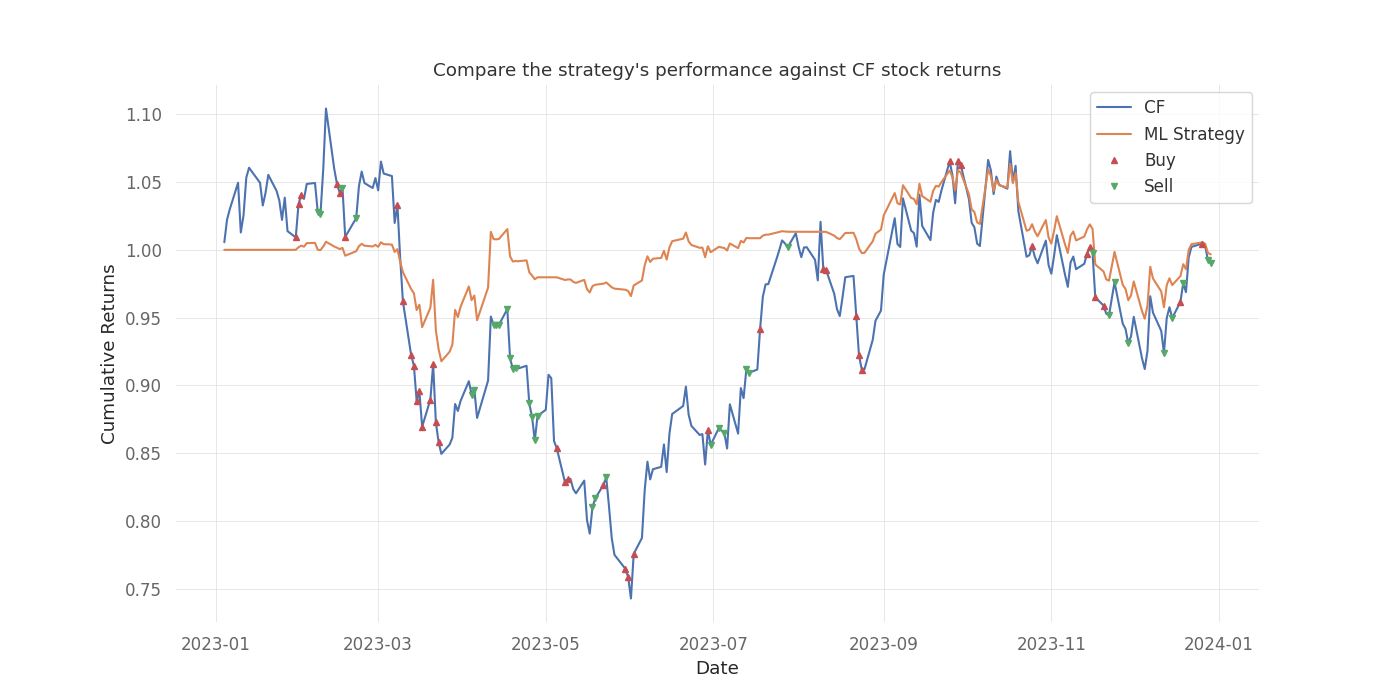 Compare the strategy's performance against CF stock returns
CF
ML Strategy
Buy
Sell
Cumulative Returns
1.10
1.05
1.00
0.95
0.90
0.85
0.80
0.75
2023-01
2023-03
2023-05
2023-07
2023-09
2023-11
2024-01
Date